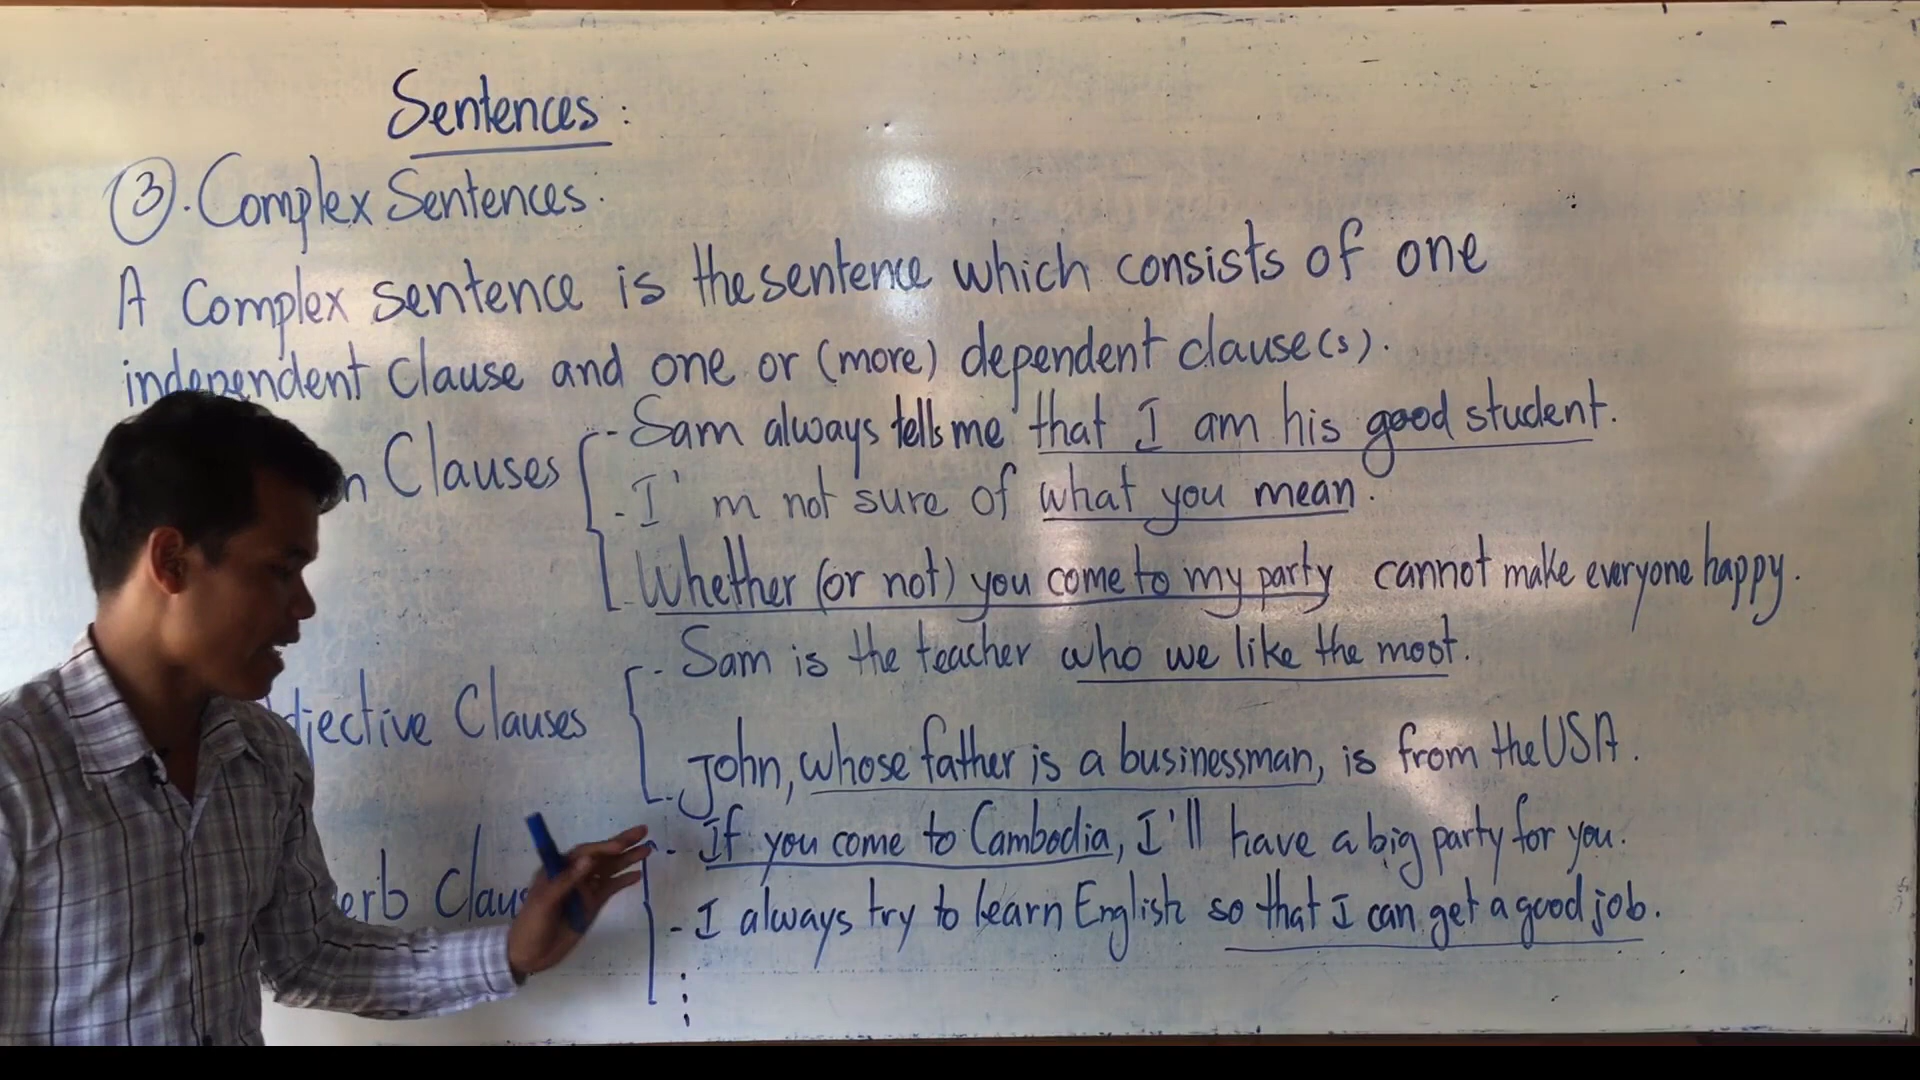 Sentences:
③. Complex Sentences:
A Complex sentence is the sentence which consists of one
independent Clause and one or (more) dependent clause(s).
Clauses
- Sam always tells me that I am his good student.
- I'm not sure of what you mean.
- Whether (or not) you come to my party cannot make everyone happy.
- Sam is the teacher who we like the most.
Clauses
- John, whose father is a businessman, is from the USA.
- If you come to Cambodia, I'll have a big party for you.
- I always try to learn English so that I can get a good job.